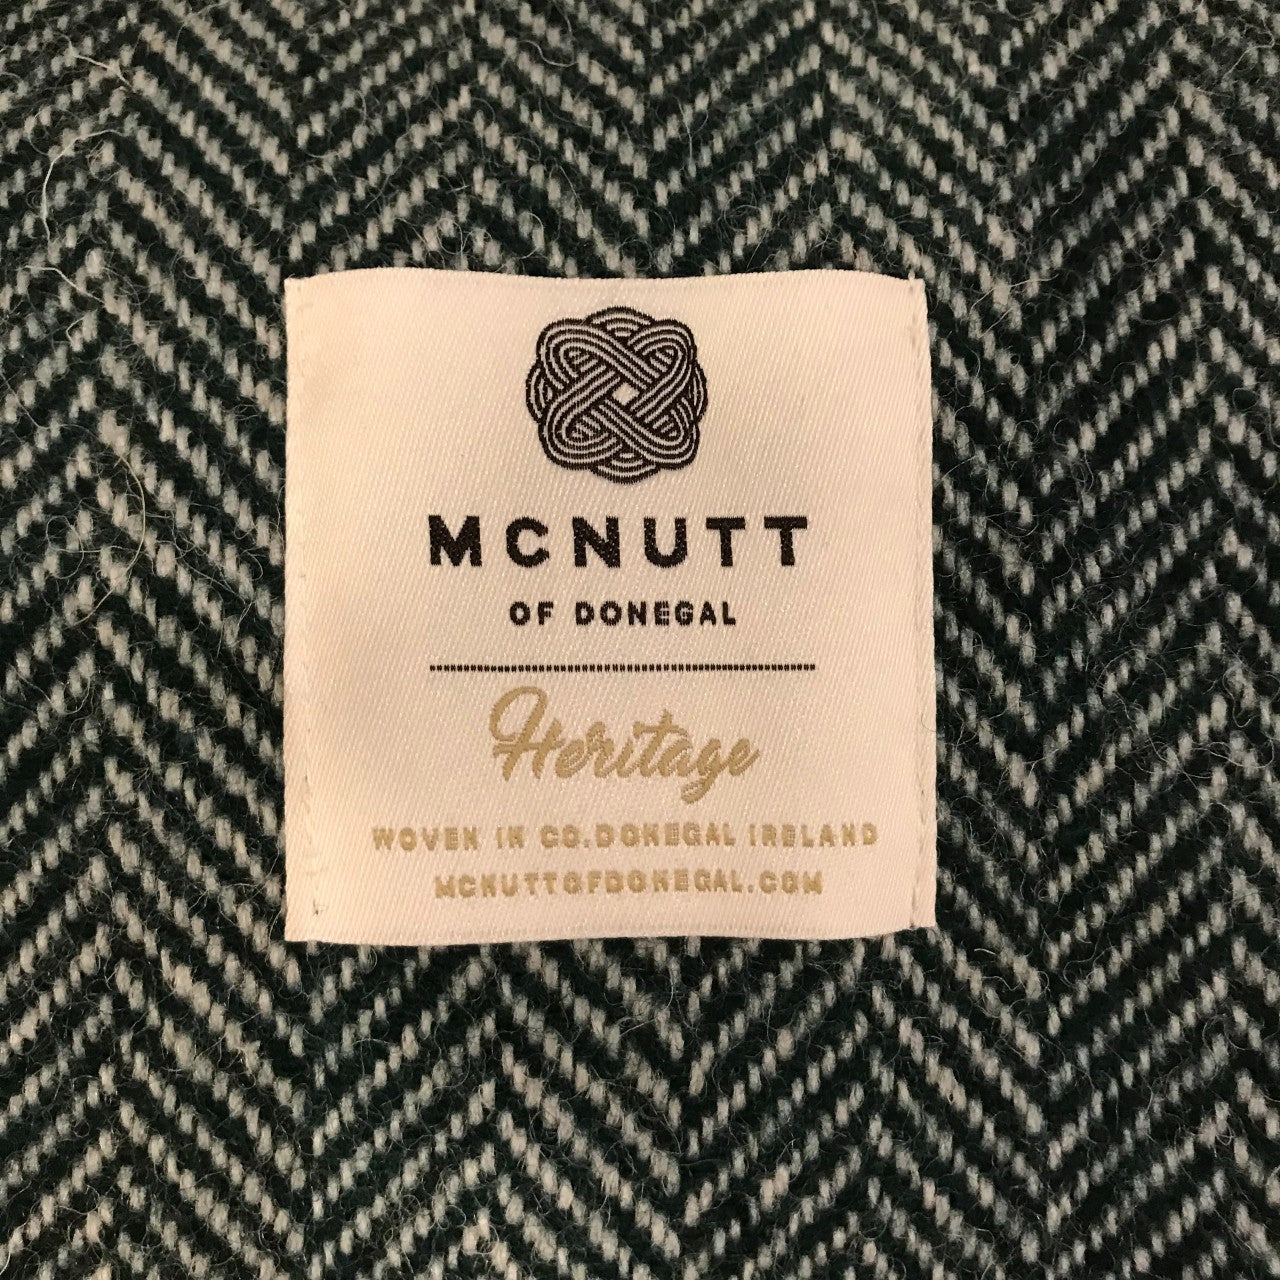 MCNUTT
OF DONEGAL
Heritage
WOVEN IN CO.DONEGAL IRELAND
MCNUTTOFDONEGAL.COM